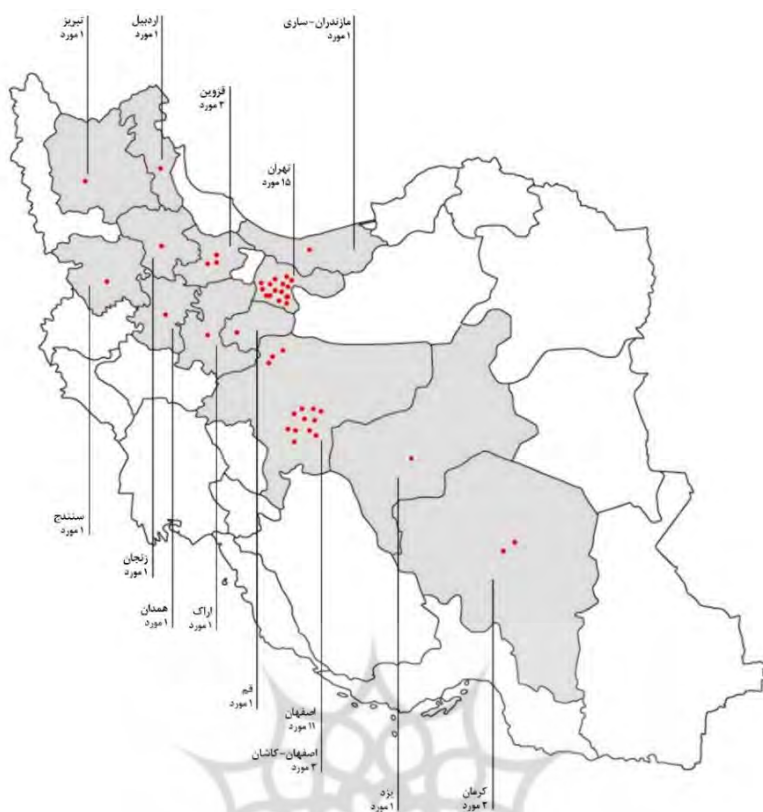 تبریز
۱ مورد
اردبیل
۱ مورد
مازندران-ساری
۱ مورد
قزوین
۳ مورد
تهران
۱۵ مورد
سنندج
۱ مورد
زنجان
۱ مورد
همدان
۱ مورد
اراک
۱ مورد
قم
۱ مورد
اصفهان
۱۱ مورد
اصفهان-کاشان
۳ مورد
یزد
۱ مورد
کرمان
۲ مورد